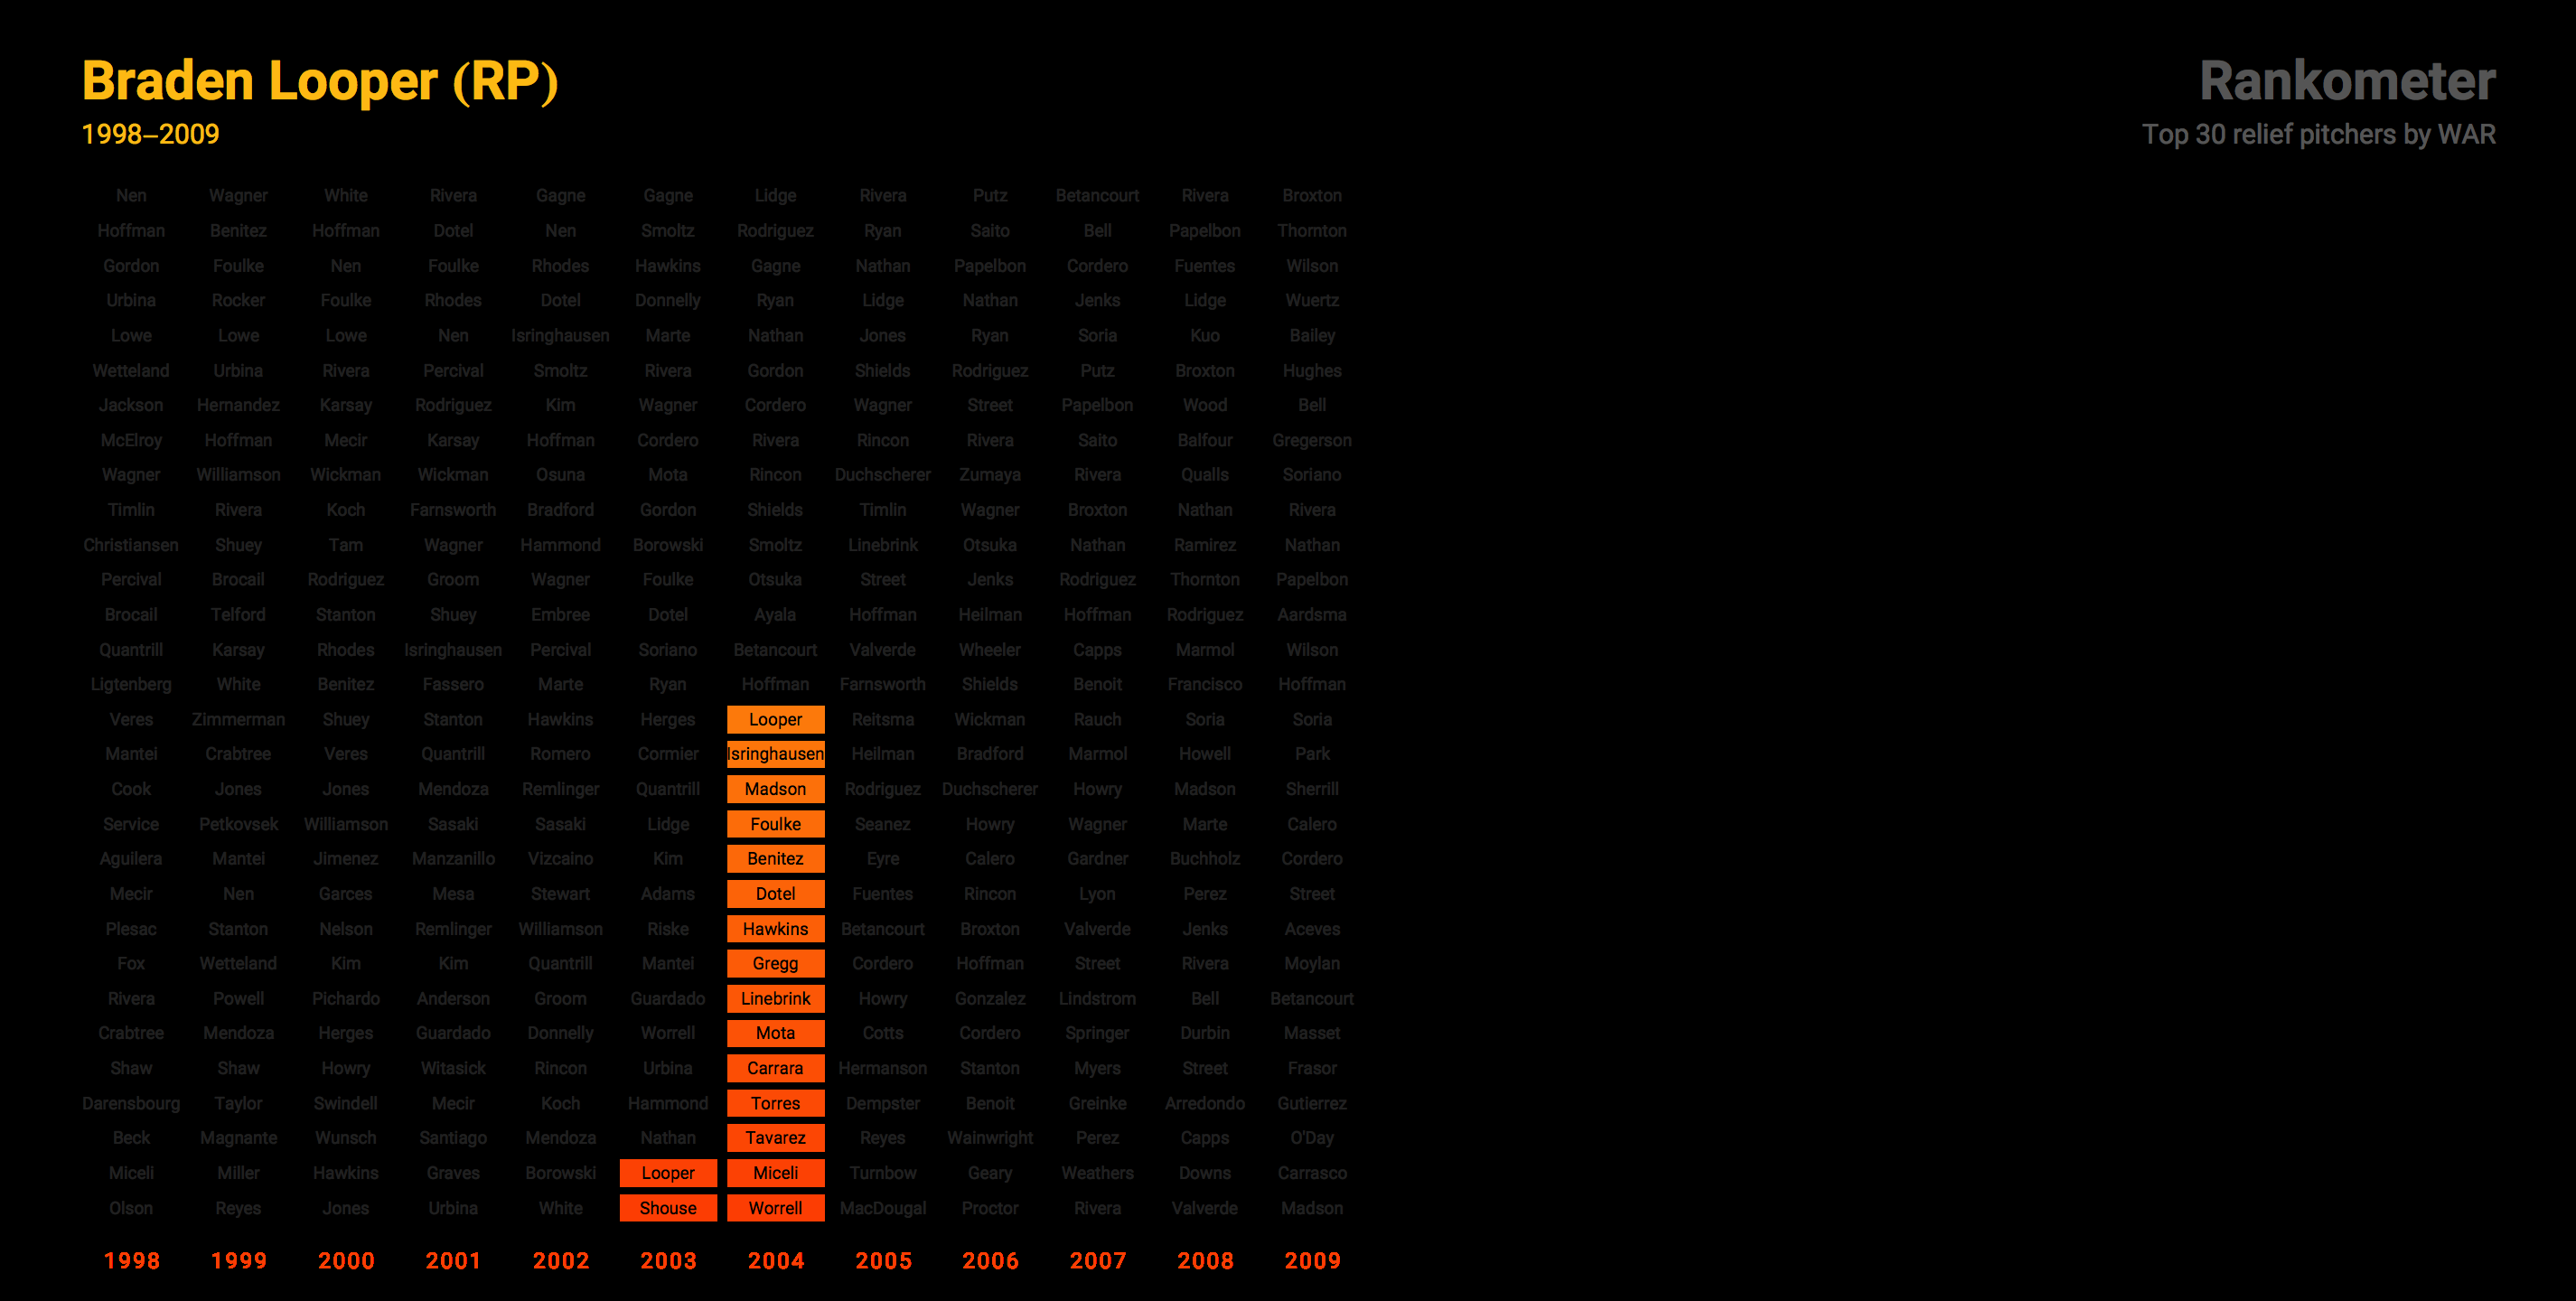 Braden Looper (RP)
1998–2009
Rankometer
Top 30 relief pitchers by WAR
Nen Wagner White Rivera Gagne Gagne Lidge Rivera Putz Betancourt Rivera Broxton
Hoffman Benitez Hoffman Dotel Nen Smoltz Rodriguez Ryan Saito Bell Papelbon Thornton
Gordon Foulke Nen Foulke Rhodes Hawkins Gagne Nathan Papelbon Cordero Fuentes Wilson
Urbina Rocker Foulke Rhodes Dotel Donnelly Ryan Lidge Nathan Jenks Lidge Wuertz
Lowe Lowe Lowe Nen Isringhausen Marte Nathan Jones Ryan Soria Kuo Bailey
Wetteland Urbina Rivera Percival Smoltz Rivera Gordon Shields Rodriguez Putz Broxton Hughes
Jackson Hernandez Karsay Rodriguez Kim Wagner Cordero Wagner Street Papelbon Wood Bell
McElroy Hoffman Mecir Karsay Hoffman Cordero Rivera Rincon Rivera Saito Balfour Gregerson
Wagner Williamson Wickman Wickman Osuna Mota Rincon Duchscherer Zumaya Rivera Qualls Soriano
Timlin Rivera Koch Farnsworth Bradford Gordon Shields Timlin Wagner Broxton Nathan Rivera
Christiansen Shuey Tam Wagner Hammond Borowski Smoltz Linebrink Otsuka Nathan Ramirez Nathan
Percival Brocail Rodriguez Groom Wagner Foulke Otsuka Street Jenks Rodriguez Thornton Papelbon
Brocail Telford Stanton Shuey Embree Dotel Ayala Hoffman Heilman Hoffman Rodriguez Aardsma
Quantrill Karsay Rhodes Isringhausen Percival Soriano Betancourt Valverde Wheeler Capps Marmol Wilson
Ligtenberg White Benitez Fassero Marte Ryan Hoffman Farnsworth Shields Benoit Francisco Hoffman
Veres Zimmerman Shuey Stanton Hawkins Herges Looper Reitsma Wickman Rauch Soria Soria
Mantei Crabtree Veres Quantrill Romero Cormier Isringhausen Heilman Bradford Marmol Howell Park
Cook Jones Jones Mendoza Remlinger Quantrill Madson Rodriguez Duchscherer Howry Madson Sherrill
Service Petkovsek Williamson Sasaki Sasaki Lidge Foulke Seanez Howry Wagner Marte Calero
Aguilera Mantei Jimenez Manzanillo Vizcaino Kim Benitez Eyre Calero Gardner Buchholz Cordero
Mecir Nen Garces Mesa Stewart Adams Dotel Fuentes Rincon Lyon Perez Street
Plesac Stanton Nelson Remlinger Williamson Riske Hawkins Betancourt Broxton Valverde Jenks Aceves
Fox Wetteland Kim Kim Quantrill Mantei Gregg Cordero Hoffman Street Rivera Moylan
Rivera Powell Pichardo Anderson Groom Guardado Linebrink Howry Gonzalez Lindstrom Bell Betancourt
Crabtree Mendoza Herges Guardado Donnelly Worrell Mota Cotts Cordero Springer Durbin Masset
Shaw Shaw Howry Witasick Rincon Urbina Carrara Hermanson Stanton Myers Street Frasor
Darensbourg Taylor Swindell Mecir Koch Hammond Torres Dempster Benoit Greinke Arredondo Gutierrez
Beck Magnante Wunsch Santiago Mendoza Nathan Tavarez Reyes Wainwright Perez Capps O'Day
Miceli Miller Hawkins Graves Borowski Looper Miceli Turnbow Geary Weathers Downs Carrasco
Olson Reyes Jones Urbina White Shouse Worrell MacDougal Proctor Rivera Valverde Madson
1998 1999 2000 2001 2002 2003 2004 2005 2006 2007 2008 2009